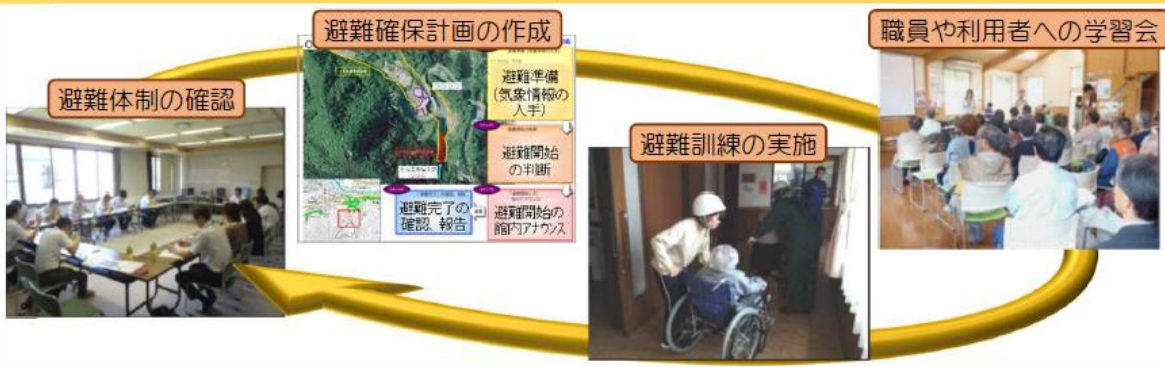 避難確保計画の作成
職員や利用者への学習会
避難体制の確認
避難準備
(気象情報の
入手)
避難訓練の実施
避難開始
の判断
避難完了の
確認、報告
避難開始の
館内アナウンス